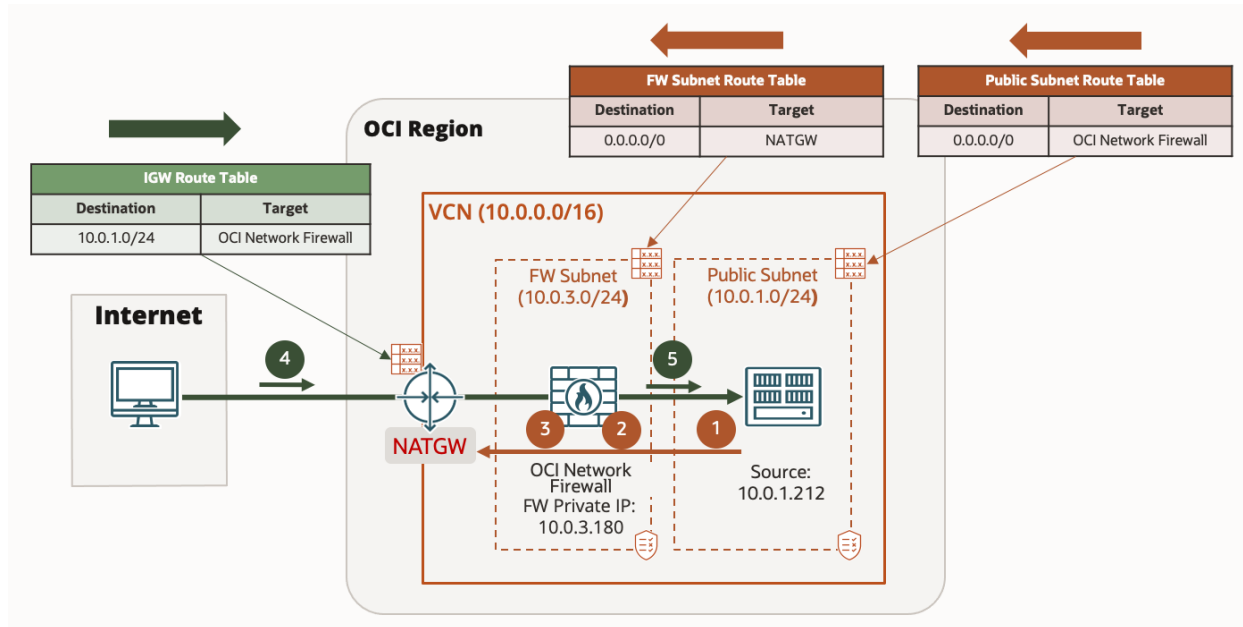 FW Subnet Route Table
Destination Target
0.0.0.0/0 NATGW
Public Subnet Route Table
Destination Target
0.0.0.0/0 OCI Network Firewall
OCI Region
IGW Route Table
Destination Target
10.0.1.0/24 OCI Network Firewall
VCN (10.0.0.0/16)
FW Subnet
(10.0.3.0/24)
Public Subnet
(10.0.1.0/24)
Internet
4
5
3
2
1
NATGW
OCI Network
Firewall
FW Private IP:
10.0.3.180
Source:
10.0.1.212